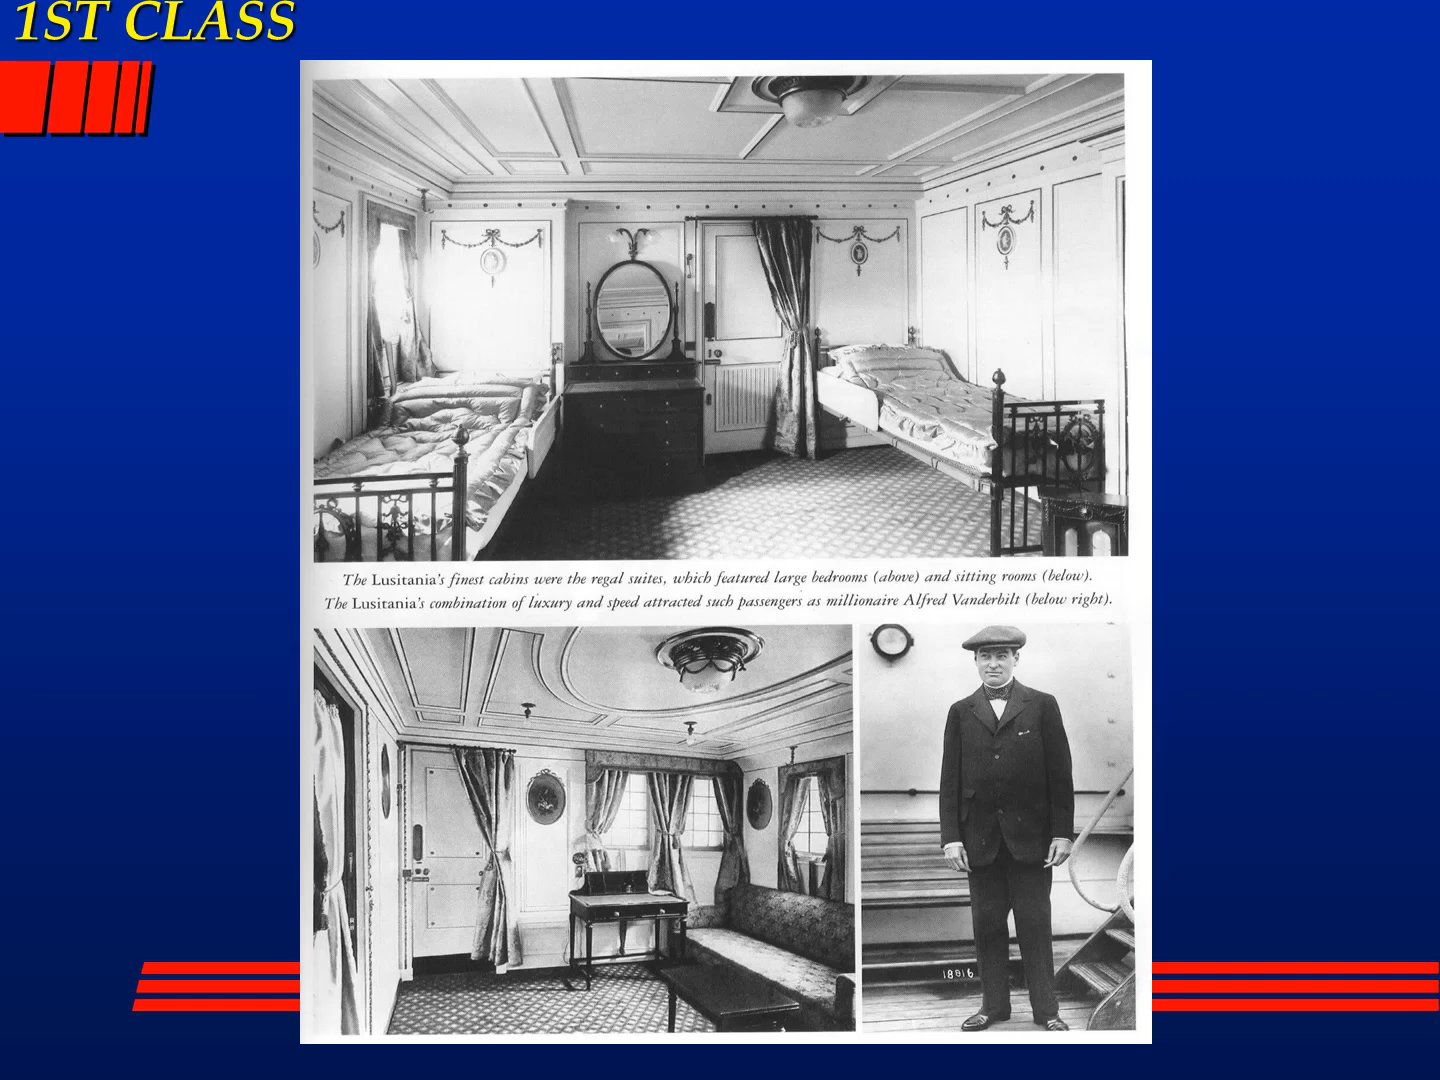 1ST CLASS
The Lusitania's finest cabins were the regal suites, which featured large bedrooms (above) and sitting rooms (below).
The Lusitania's combination of luxury and speed attracted such passengers as millionaire Alfred Vanderbilt (below right).
18816